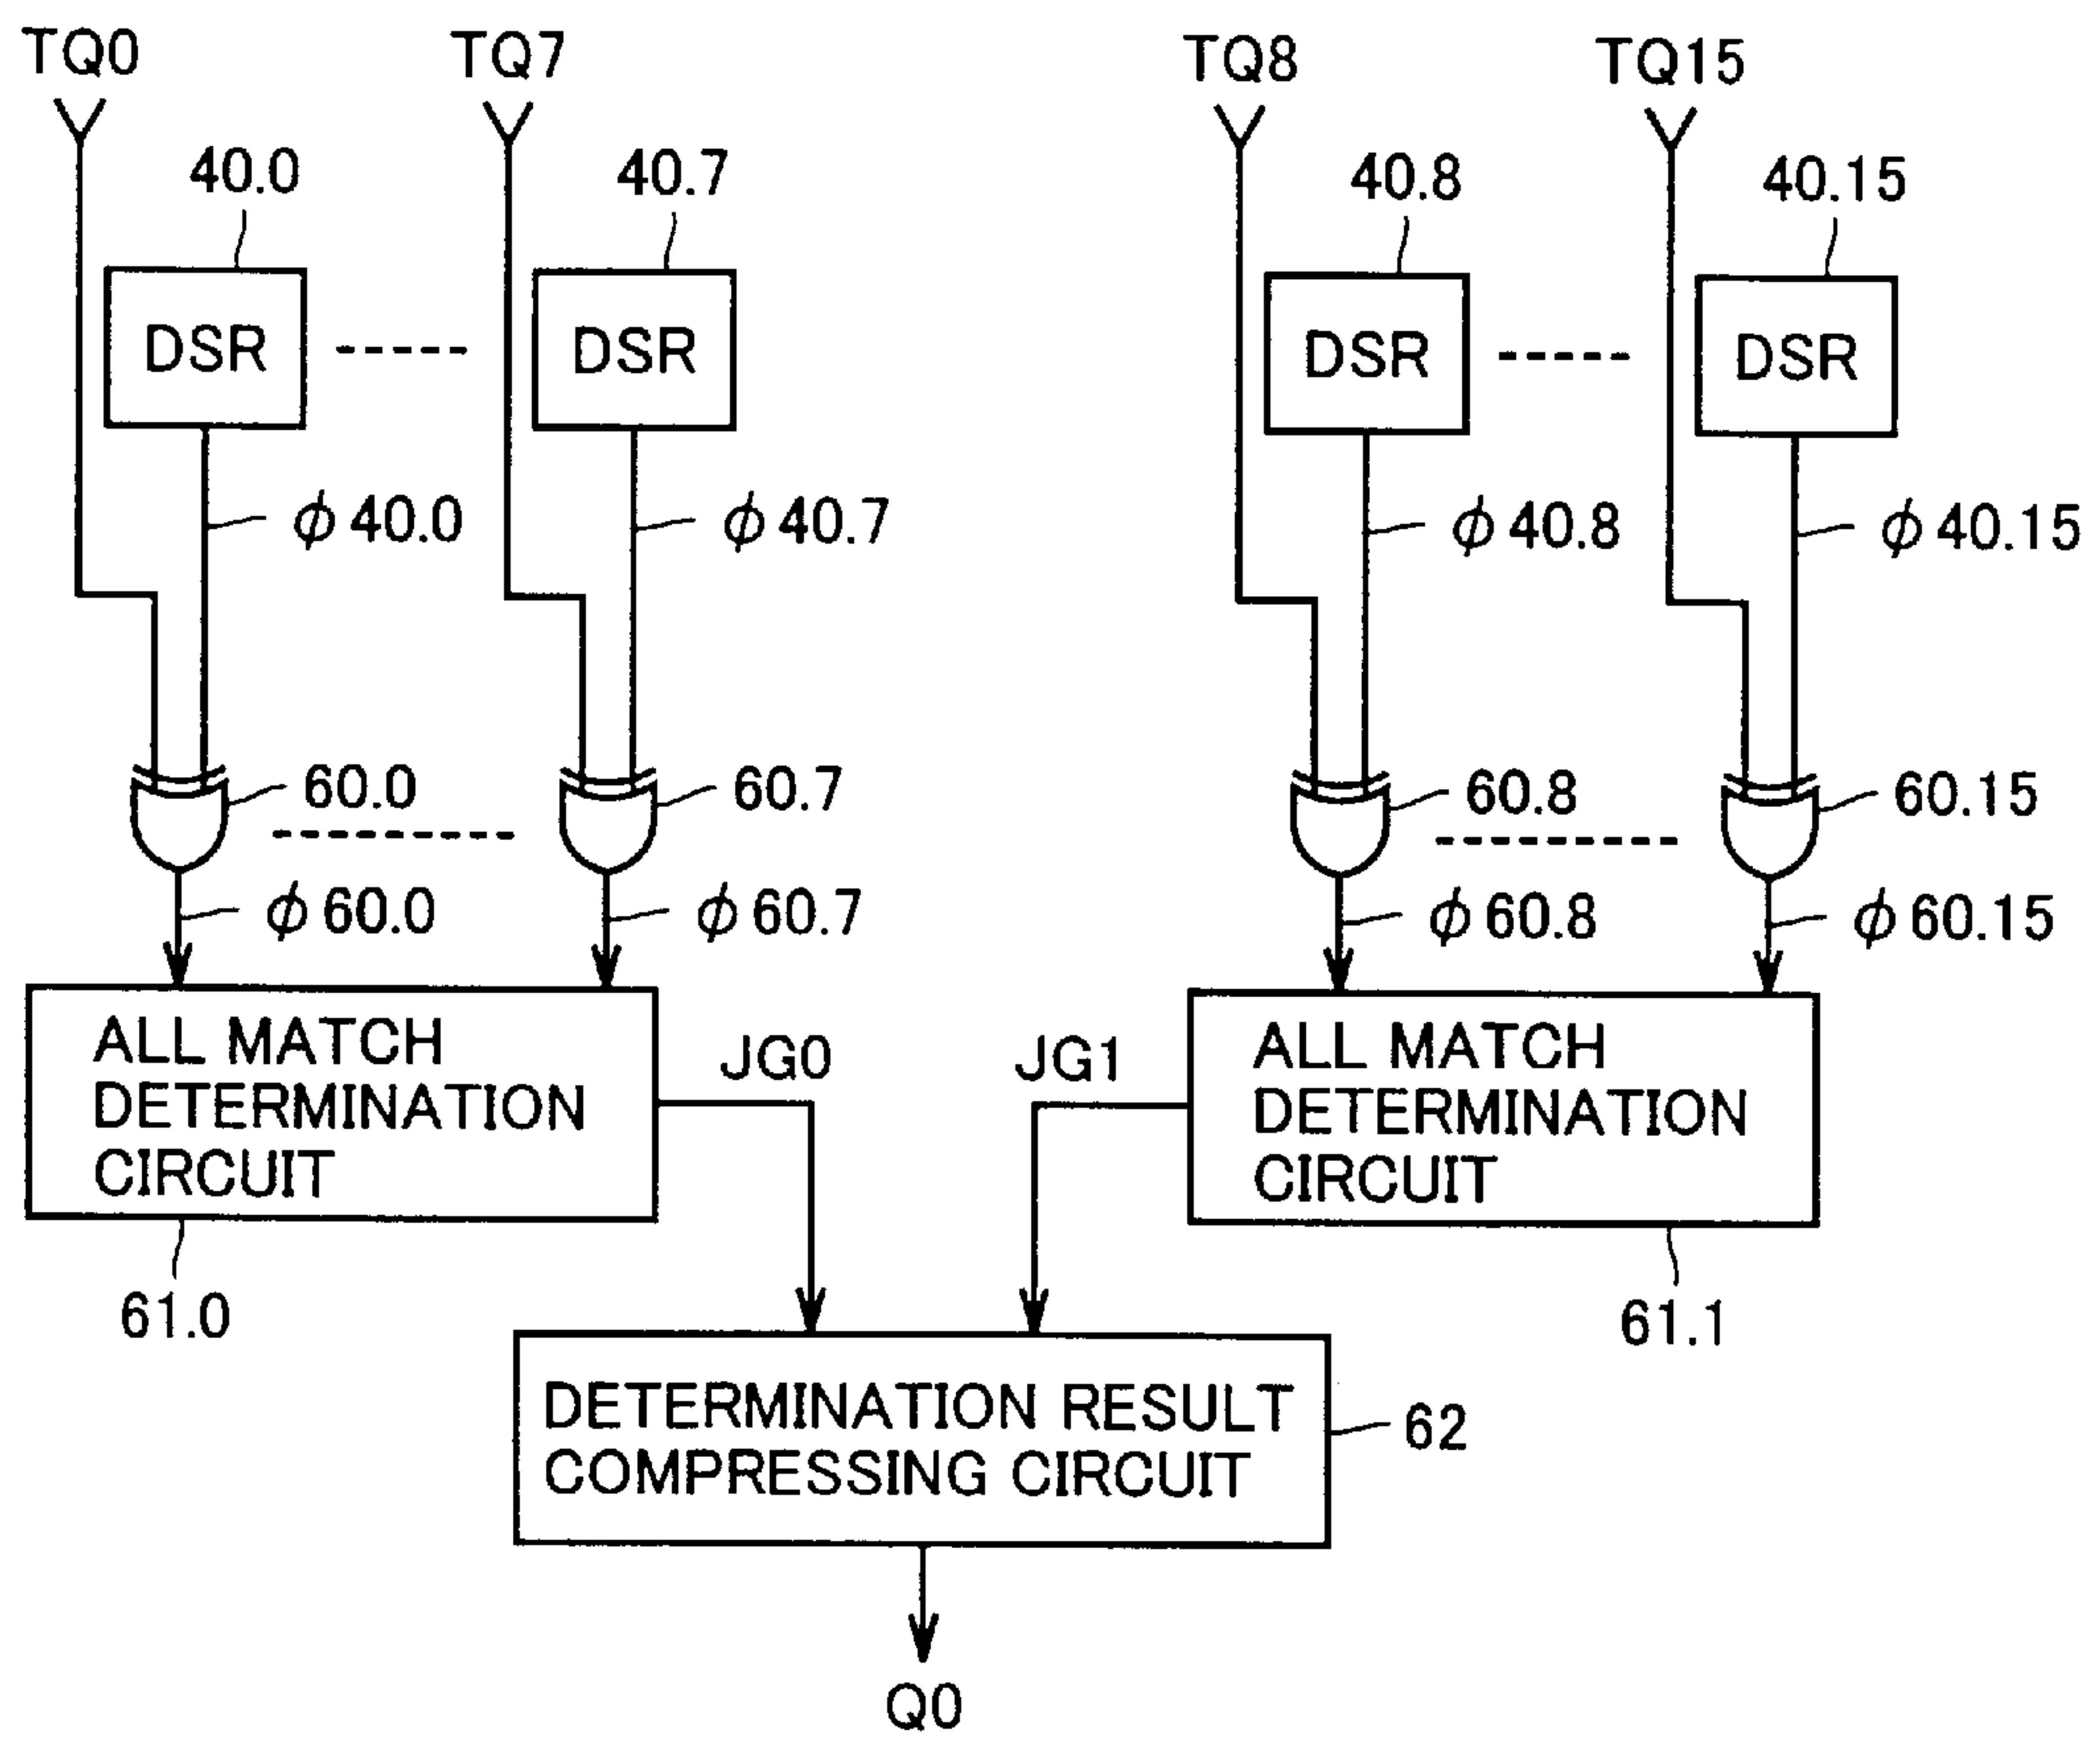 TQ0
TQ7
TQ8
TQ15
40.0
40.7
40.8
40.15
DSR
DSR
DSR
DSR
ϕ40.0
ϕ40.7
ϕ40.8
ϕ40.15
60.0
60.7
60.8
60.15
ϕ60.0
ϕ60.7
ϕ60.8
ϕ60.15
ALL MATCH
DETERMINATION
CIRCUIT
JG0
JG1
ALL MATCH
DETERMINATION
CIRCUIT
61.0
61.1
DETERMINATION RESULT
COMPRESSING CIRCUIT
62
Q0